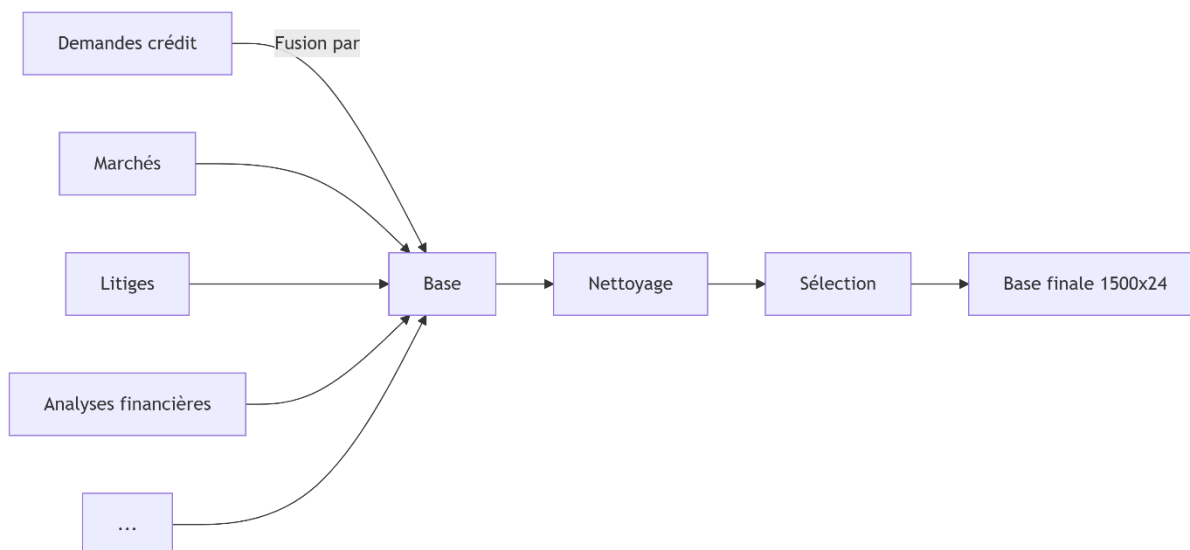 Demandes crédit
Fusion par
Marchés
Litiges
Base
Nettoyage
Sélection
Base finale 1500x24
Analyses financières
...